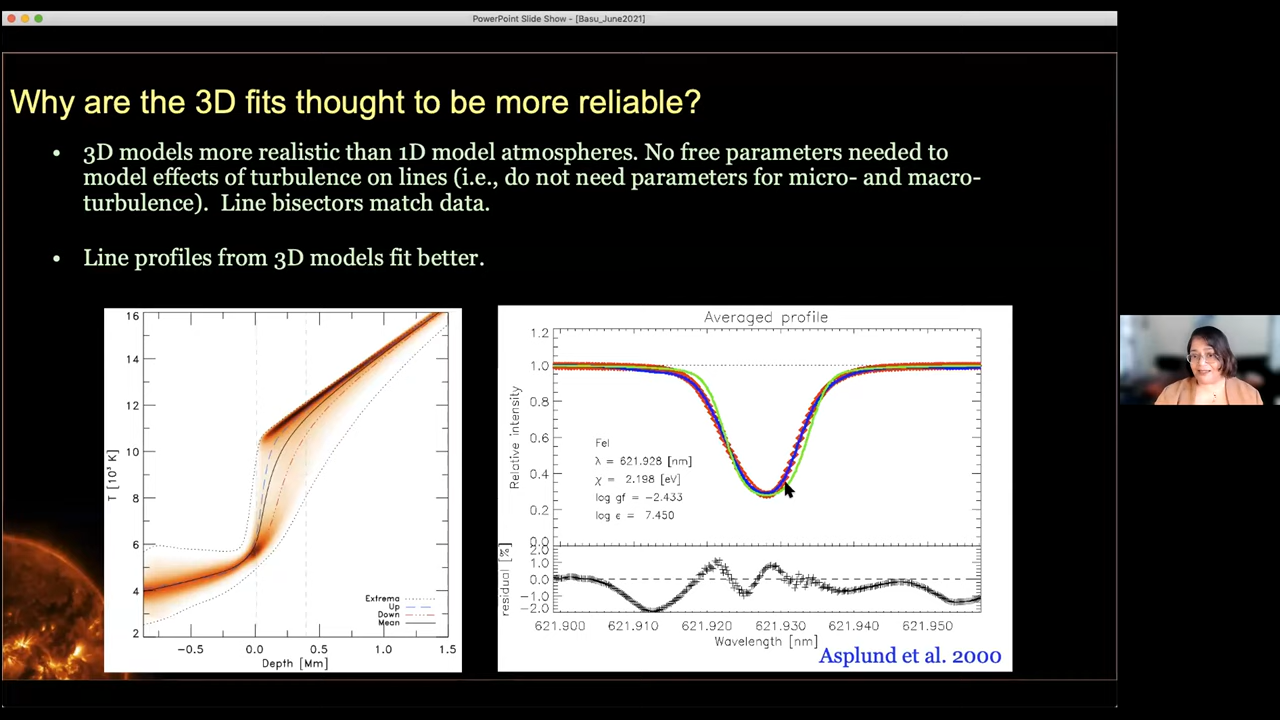 PowerPoint Slide Show - [Basu_June2021]
Why are the 3D fits thought to be more reliable?
• 3D models more realistic than 1D model atmospheres. No free parameters needed to
model effects of turbulence on lines (i.e., do not need parameters for micro- and macro-
turbulence). Line bisectors match data.
• Line profiles from 3D models fit better.
16
14
12
10
8
6
4
2
T [10³ K]
Extrema
Up
Down
Mean
−0.5 0.0 0.5 1.0 1.5
Depth [Mm]
Averaged profile
1.2
1.0
0.8
0.6
0.4
0.2
0.0
Relative intensity
FeI
λ = 621.928 [nm]
χ = 2.198 [eV]
log gf = −2.433
log ε = 7.450
2.0
1.0
0.0
−1.0
−2.0
residual [%]
621.900 621.910 621.920 621.930 621.940 621.950
Wavelength [nm]
Asplund et al. 2000